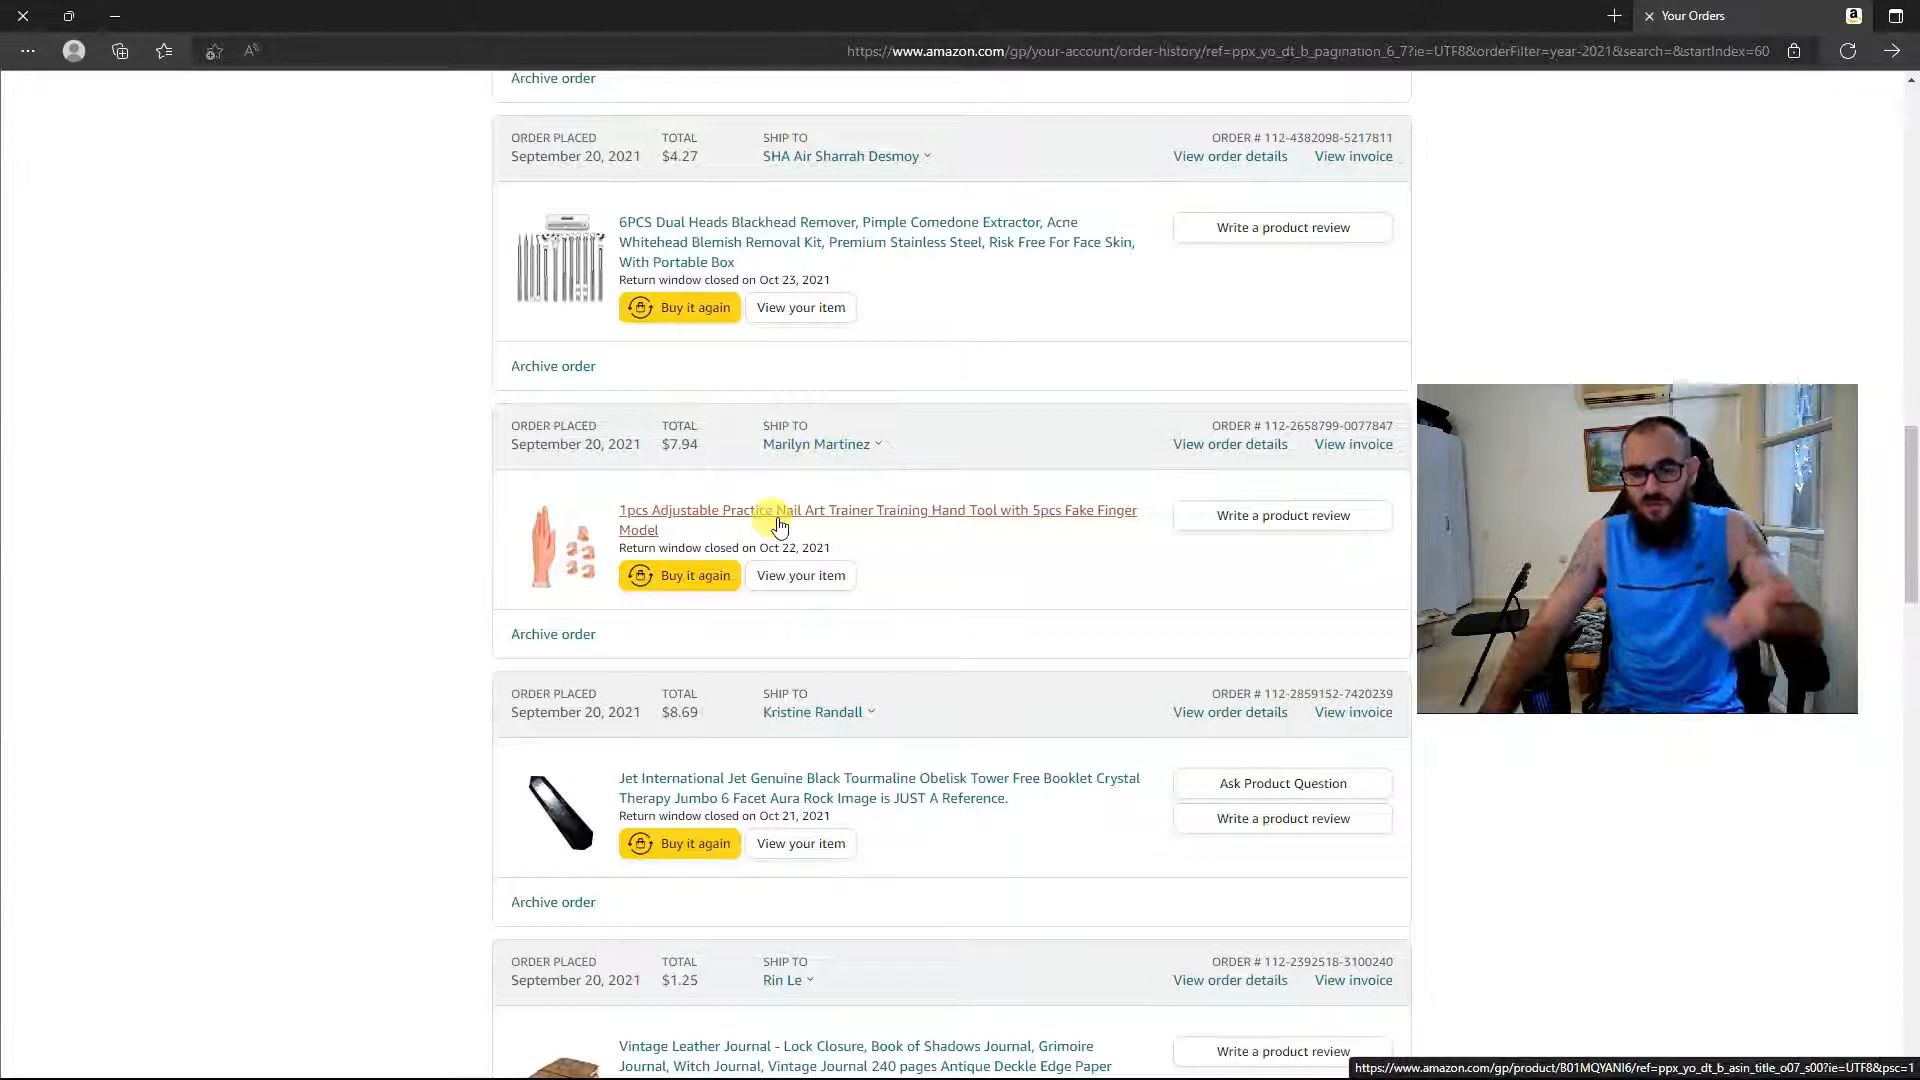 Your Orders
https://www.amazon.com/gp/your-account/order-history/ref=ppx_yo_dt_b_pagination_6_7?ie=UTF8&orderFilter=year-2021&search=&startIndex=60
Archive order
ORDER PLACED TOTAL SHIP TO ORDER # 112-4382098-5217811
September 20, 2021 $4.27 SHA Air Sharrah Desmoy View order details View invoice
6PCS Dual Heads Blackhead Remover, Pimple Comedone Extractor, Acne
Whitehead Blemish Removal Kit, Premium Stainless Steel, Risk Free For Face Skin,
With Portable Box
Return window closed on Oct 23, 2021
Buy it again View your item
Write a product review
Archive order
ORDER PLACED TOTAL SHIP TO ORDER # 112-2658799-0077847
September 20, 2021 $7.94 Marilyn Martinez View order details View invoice
1pcs Adjustable Practice Nail Art Trainer Training Hand Tool with 5pcs Fake Finger
Model
Return window closed on Oct 22, 2021
Buy it again View your item
Write a product review
Archive order
ORDER PLACED TOTAL SHIP TO ORDER # 112-2859152-7420239
September 20, 2021 $8.69 Kristine Randall View order details View invoice
Jet International Jet Genuine Black Tourmaline Obelisk Tower Free Booklet Crystal
Therapy Jumbo 6 Facet Aura Rock Image is JUST A Reference.
Return window closed on Oct 21, 2021
Buy it again View your item
Ask Product Question
Write a product review
Archive order
ORDER PLACED TOTAL SHIP TO ORDER # 112-2392518-3100240
September 20, 2021 $1.25 Rin Le View order details View invoice
Vintage Leather Journal - Lock Closure, Book of Shadows Journal, Grimoire
Journal, Witch Journal, Vintage Journal 240 pages Antique Deckle Edge Paper
Write a product review
https://www.amazon.com/gp/product/B01MQYANI6/ref=ppx_yo_dt_b_asin_title_o07_s00?ie=UTF8&psc=1